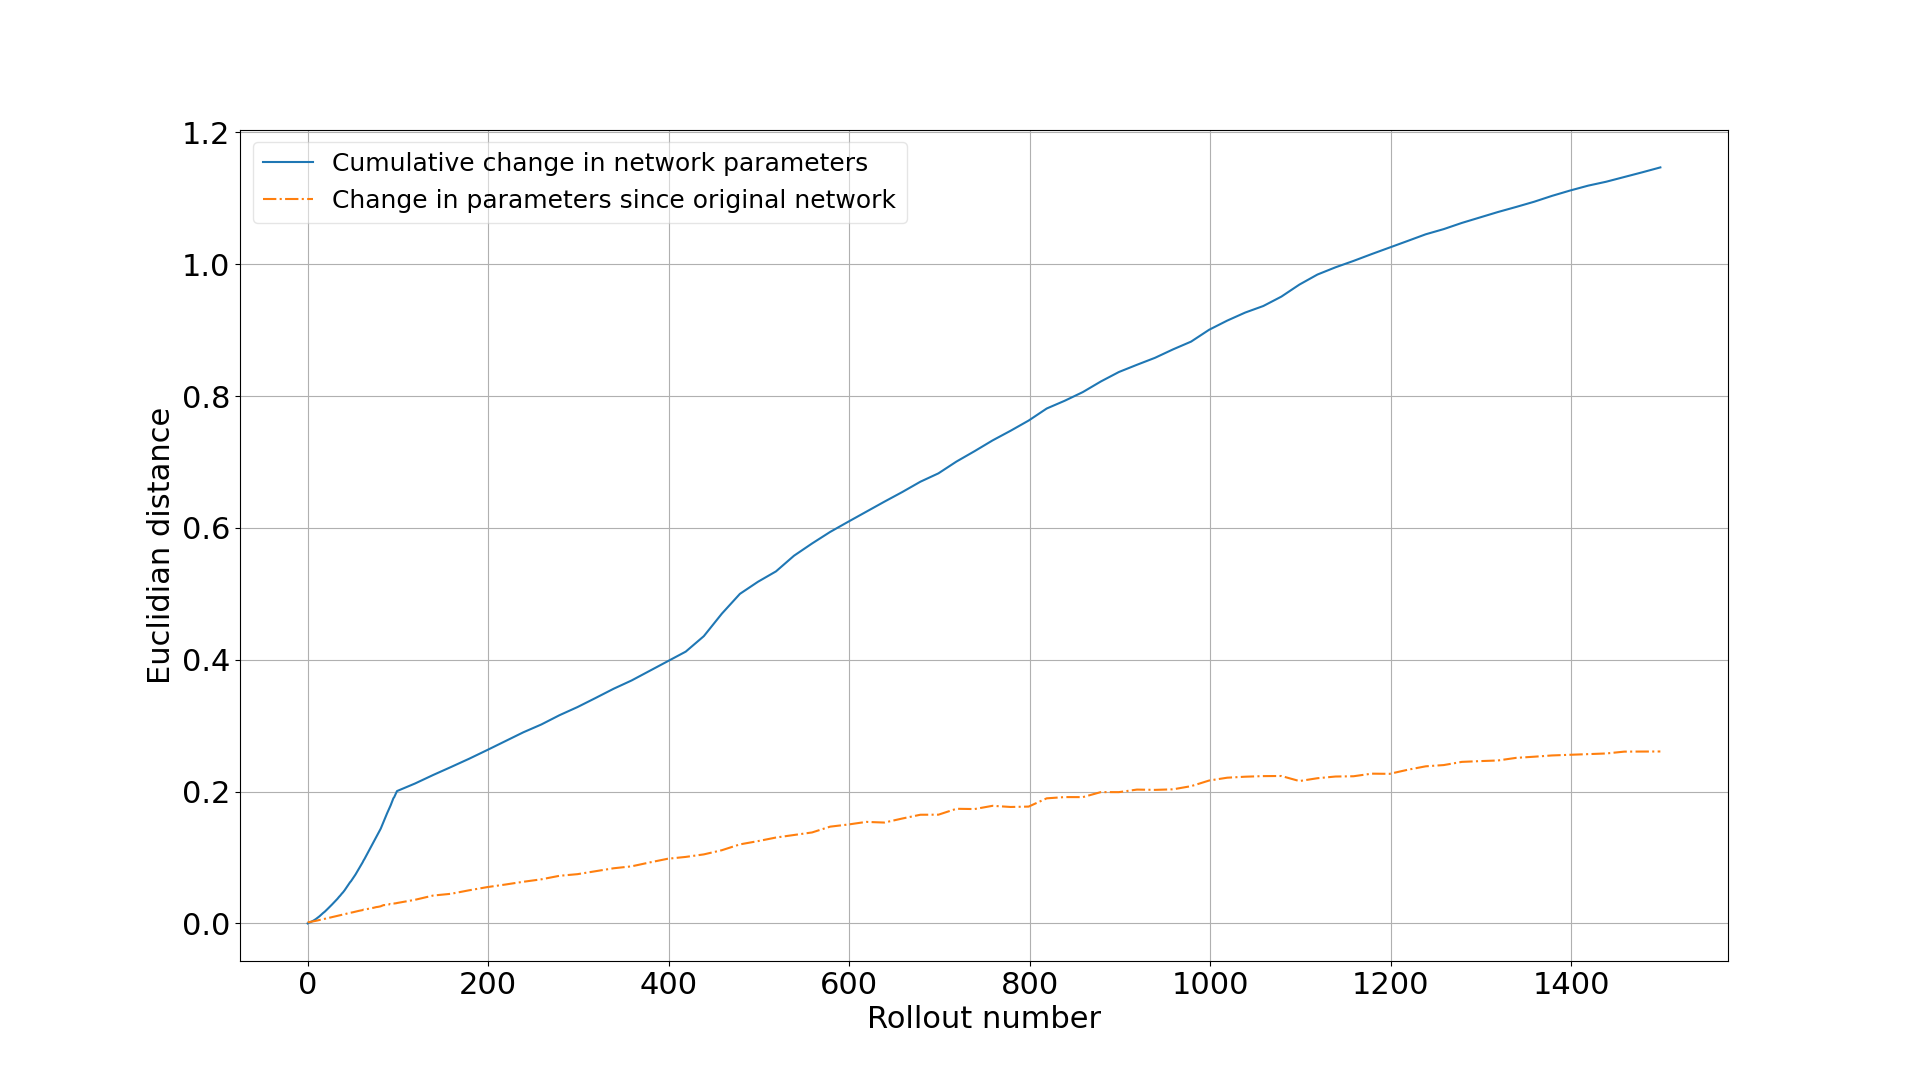 Cumulative change in network parameters
Change in parameters since original network
1.2
1.0
0.8
0.6
0.4
0.2
0.0
Euclidian distance
0 200 400 600 800 1000 1200 1400
Rollout number